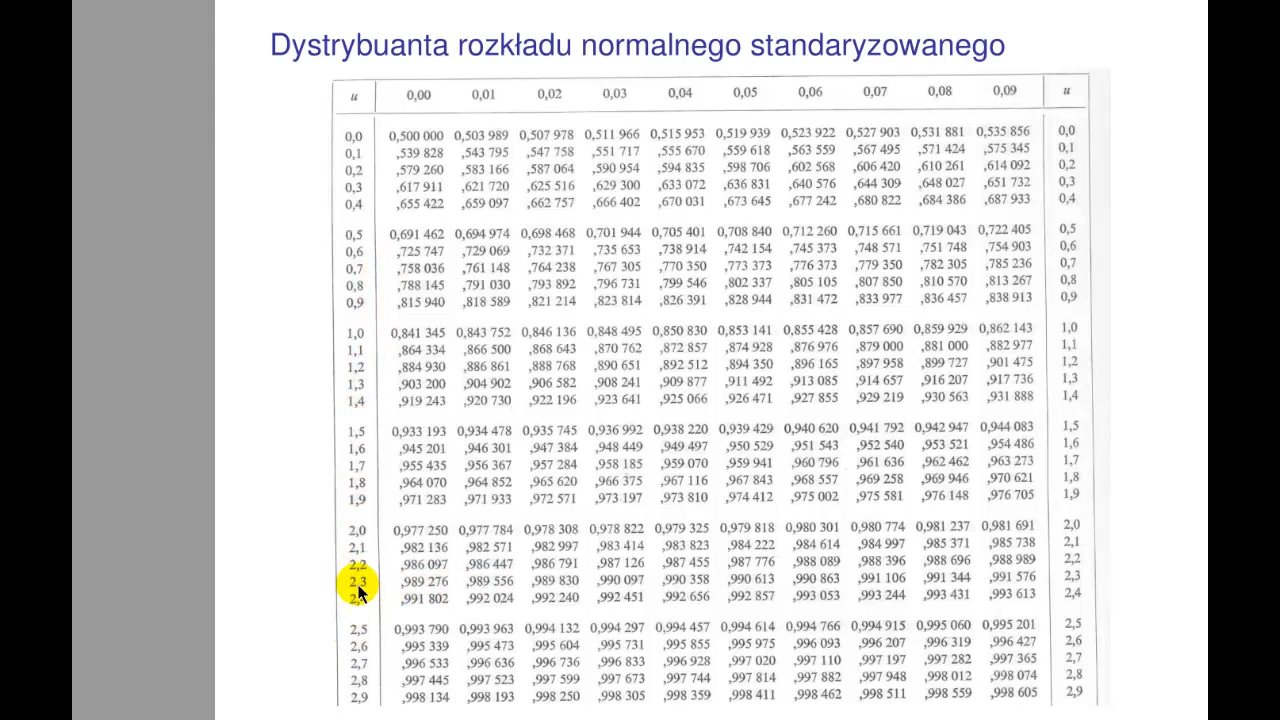 Dystrybuanta rozkładu normalnego standaryzowanego
u 0,00 0,01 0,02 0,03 0,04 0,05 0,06 0,07 0,08 0,09 u
0,0 0,500 000 0,503 989 0,507 978 0,511 966 0,515 953 0,519 939 0,523 922 0,527 903 0,531 881 0,535 856 0,0
0,1 ,539 828 ,543 795 ,547 758 ,551 717 ,555 670 ,559 618 ,563 559 ,567 495 ,571 424 ,575 345 0,1
0,2 ,579 260 ,583 166 ,587 064 ,590 954 ,594 835 ,598 706 ,602 568 ,606 420 ,610 261 ,614 092 0,2
0,3 ,617 911 ,621 720 ,625 516 ,629 300 ,633 072 ,636 831 ,640 576 ,644 309 ,648 027 ,651 732 0,3
0,4 ,655 422 ,659 097 ,662 757 ,666 402 ,670 031 ,673 645 ,677 242 ,680 822 ,684 386 ,687 933 0,4
0,5 0,691 462 0,694 974 0,698 468 0,701 944 0,705 401 0,708 840 0,712 260 0,715 661 0,719 043 0,722 405 0,5
0,6 ,725 747 ,729 069 ,732 371 ,735 653 ,738 914 ,742 154 ,745 373 ,748 571 ,751 748 ,754 903 0,6
0,7 ,758 036 ,761 148 ,764 238 ,767 305 ,770 350 ,773 373 ,776 373 ,779 350 ,782 305 ,785 236 0,7
0,8 ,788 145 ,791 030 ,793 892 ,796 731 ,799 546 ,802 337 ,805 105 ,807 850 ,810 570 ,813 267 0,8
0,9 ,815 940 ,818 589 ,821 214 ,823 814 ,826 391 ,828 944 ,831 472 ,833 977 ,836 457 ,838 913 0,9
1,0 0,841 345 0,843 752 0,846 136 0,848 495 0,850 830 0,853 141 0,855 428 0,857 690 0,859 929 0,862 143 1,0
1,1 ,864 334 ,866 500 ,868 643 ,870 762 ,872 857 ,874 928 ,876 976 ,879 000 ,881 000 ,882 977 1,1
1,2 ,884 930 ,886 861 ,888 768 ,890 651 ,892 512 ,894 350 ,896 165 ,897 958 ,899 727 ,901 475 1,2
1,3 ,903 200 ,904 902 ,906 582 ,908 241 ,909 877 ,911 492 ,913 085 ,914 657 ,916 207 ,917 736 1,3
1,4 ,919 243 ,920 730 ,922 196 ,923 641 ,925 066 ,926 471 ,927 855 ,929 219 ,930 563 ,931 888 1,4
1,5 0,933 193 0,934 478 0,935 745 0,936 992 0,938 220 0,939 429 0,940 620 0,941 792 0,942 947 0,944 083 1,5
1,6 ,945 201 ,946 301 ,947 384 ,948 449 ,949 497 ,950 529 ,951 543 ,952 540 ,953 521 ,954 486 1,6
1,7 ,955 435 ,956 367 ,957 284 ,958 185 ,959 070 ,959 941 ,960 796 ,961 636 ,962 462 ,963 273 1,7
1,8 ,964 070 ,964 852 ,965 620 ,966 375 ,967 116 ,967 843 ,968 557 ,969 258 ,969 946 ,970 621 1,8
1,9 ,971 283 ,971 933 ,972 571 ,973 197 ,973 810 ,974 412 ,975 002 ,975 581 ,976 148 ,976 705 1,9
2,0 0,977 250 0,977 784 0,978 308 0,978 822 0,979 325 0,979 818 0,980 301 0,980 774 0,981 237 0,981 691 2,0
2,1 ,982 136 ,982 571 ,982 997 ,983 414 ,983 823 ,984 222 ,984 614 ,984 997 ,985 371 ,985 738 2,1
2,2 ,986 097 ,986 447 ,986 791 ,987 126 ,987 455 ,987 776 ,988 089 ,988 396 ,988 696 ,988 989 2,2
2,3 ,989 276 ,989 556 ,989 830 ,990 097 ,990 358 ,990 613 ,990 863 ,991 106 ,991 344 ,991 576 2,3
,991 802 ,992 024 ,992 240 ,992 451 ,992 656 ,992 857 ,993 053 ,993 244 ,993 431 ,993 613 2,4
2,5 0,993 790 0,993 963 0,994 132 0,994 297 0,994 457 0,994 614 0,994 766 0,994 915 0,995 060 0,995 201 2,5
2,6 ,995 339 ,995 473 ,995 604 ,995 731 ,995 855 ,995 975 ,996 093 ,996 207 ,996 319 ,996 427 2,6
2,7 ,996 533 ,996 636 ,996 736 ,996 833 ,996 928 ,997 020 ,997 110 ,997 197 ,997 282 ,997 365 2,7
2,8 ,997 445 ,997 523 ,997 599 ,997 673 ,997 744 ,997 814 ,997 882 ,997 948 ,998 012 ,998 074 2,8
2,9 ,998 134 ,998 193 ,998 250 ,998 305 ,998 359 ,998 411 ,998 462 ,998 511 ,998 559 ,998 605 2,9